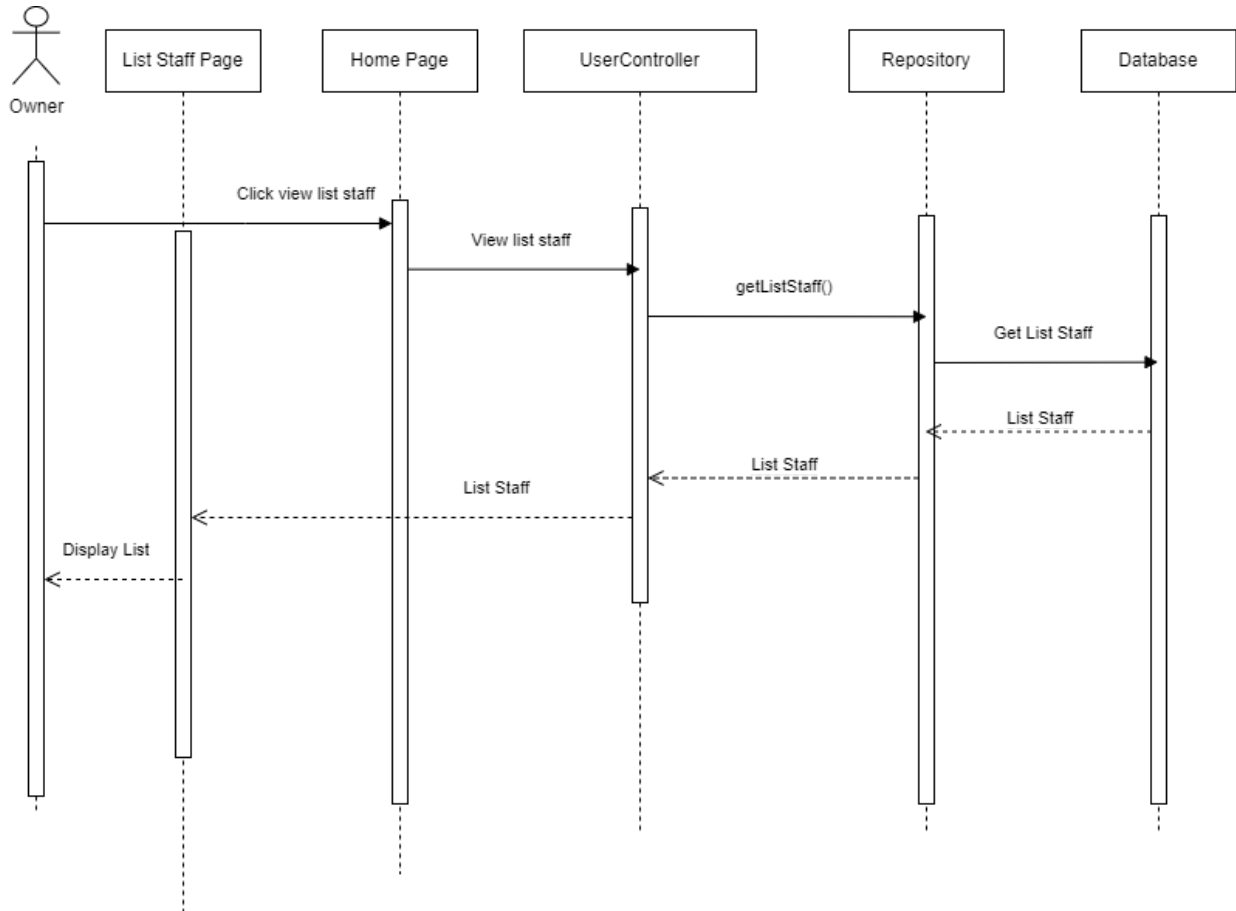 List Staff Page
Home Page
UserController
Repository
Database
Owner
Click view list staff
View list staff
getListStaff()
Get List Staff
List Staff
List Staff
List Staff
Display List